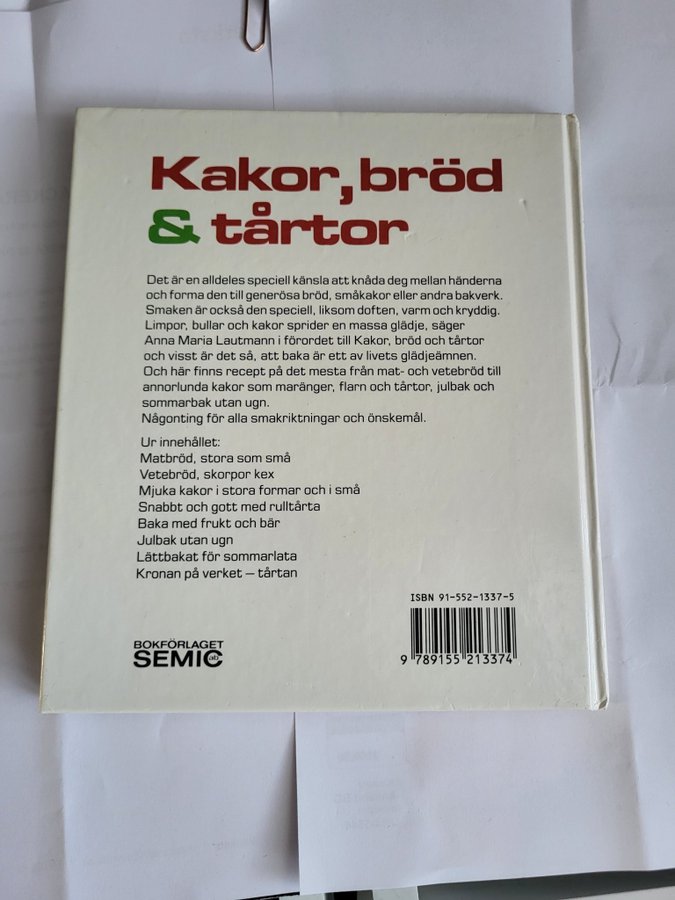 Kakor, bröd
& tårtor
Det är en alldeles speciell känsla att knåda deg mellan händerna
och forma den till generösa bröd, småkakor eller andra bakverk.
Smaken är också den speciell, liksom doften, varm och kryddig.
Limpor, bullar och kakor sprider en massa glädje, säger
Anna Maria Lautmann i förordet till Kakor, bröd och tårtor
och visst är det så, att baka är ett av livets glädjeämnen.
Och här finns recept på det mesta från mat- och vetebröd till
annorlunda kakor som maränger, flarn och tårtor, julbak och
sommarbak utan ugn.
Någonting för alla smakriktningar och önskemål.
Ur innehållet:
Matbröd, stora som små
Vetebröd, skorpor kex
Mjuka kakor i stora formar och i små
Snabbt och gott med rulltårta
Baka med frukt och bär
Julbak utan ugn
Lättbakat för sommarlata
Kronan på verket – tårtan
ISBN 91-552-1337-5
9 789155 213374
BOKFÖRLAGET
SEMIC ab